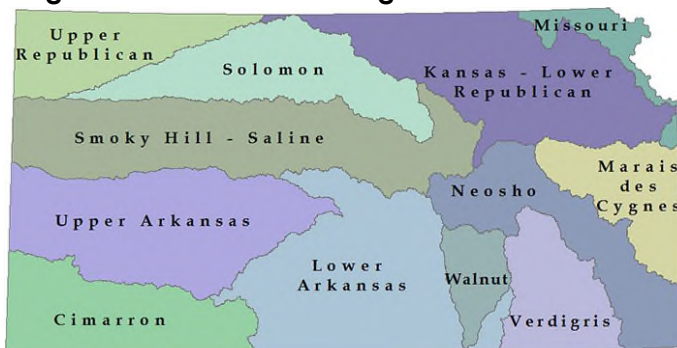 Upper
Republican
Solomon
Kansas - Lower
Republican
Missouri
Smoky Hill - Saline
Marais
des
Cygnes
Neosho
Upper Arkansas
Lower
Arkansas
Walnut
Cimarron
Verdigris